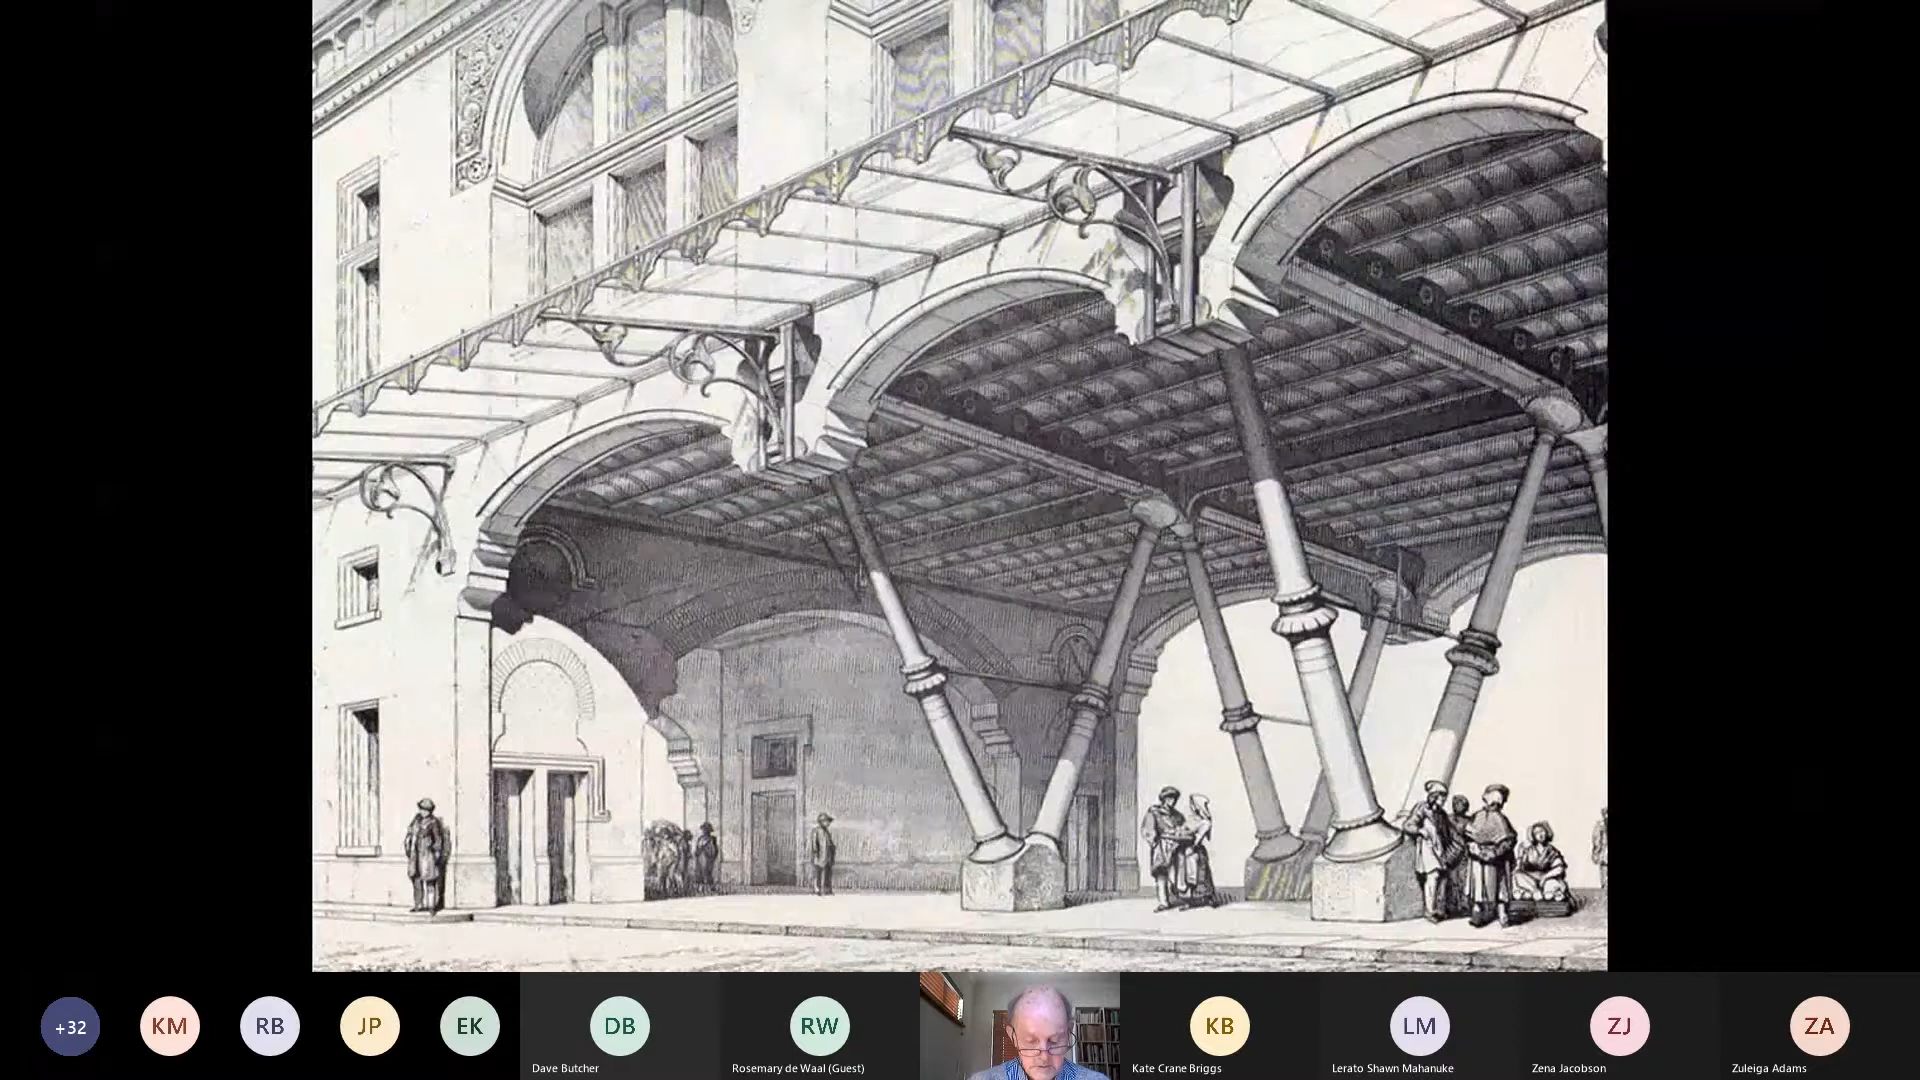 +32
KM
RB
JP
EK
DB
RW
KB
LM
ZJ
ZA
Dave Butcher
Rosemary de Waal (Guest)
Kate Crane Briggs
Lerato Shawn Mahanuke
Zena Jacobson
Zuleiga Adams